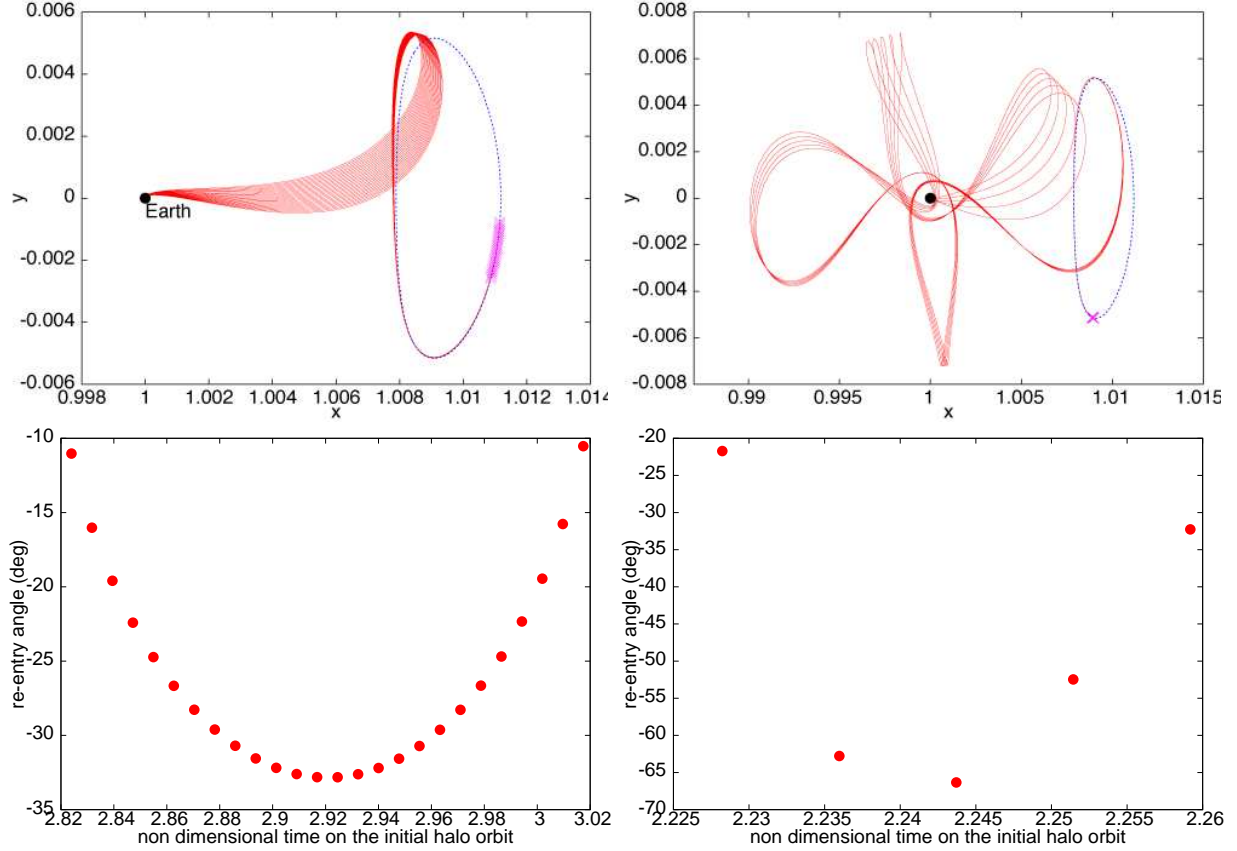 0.006
0.004
0.002
0
-0.002
-0.004
-0.006
y
Earth
0.998 1 1.002 1.004 1.006 1.008 1.01 1.012 1.014
x
0.008
0.006
0.004
0.002
0
-0.002
-0.004
-0.006
-0.008
y
0.99 0.995 1 1.005 1.01 1.015
x
-10
-15
-20
-25
-30
-35
re-entry angle (deg)
2.82 2.84 2.86 2.88 2.9 2.92 2.94 2.96 2.98 3 3.02
non dimensional time on the initial halo orbit
-20
-25
-30
-35
-40
-45
-50
-55
-60
-65
-70
re-entry angle (deg)
2.225 2.23 2.235 2.24 2.245 2.25 2.255 2.26
non dimensional time on the initial halo orbit